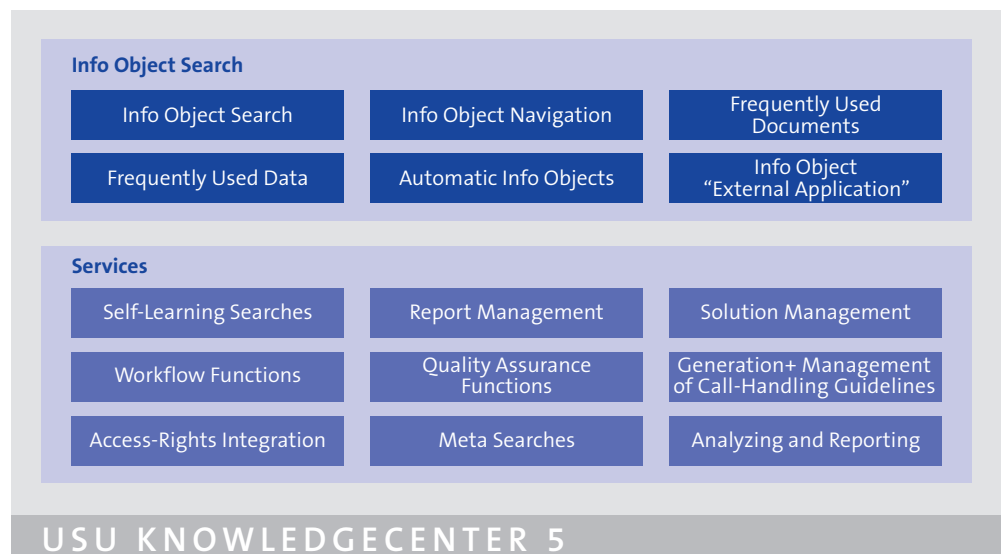 Info Object Search
Info Object Search
Info Object Navigation
Frequently Used
Documents
Frequently Used Data
Automatic Info Objects
Info Object
“External Application”
Services
Self-Learning Searches
Report Management
Solution Management
Workflow Functions
Quality Assurance
Functions
Generation+ Management
of Call-Handling Guidelines
Access-Rights Integration
Meta Searches
Analyzing and Reporting
USU KNOWLEDGECENTER 5